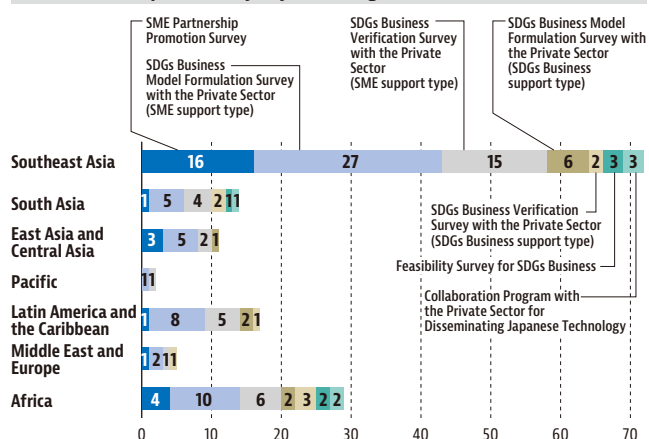 SME Partnership
Promotion Survey
SDGs Business
Model Formulation Survey
with the Private Sector
(SME support type)
SDGs Business
Verification Survey
with the Private
Sector
(SME support type)
SDGs Business Model
Formulation Survey with
the Private Sector
(SDGs Business
support type)
Southeast Asia
16 27 15 6 2 3 3
South Asia
1 5 4 2 1 1
SDGs Business Verification
Survey with the Private Sector
(SDGs Business support type)
East Asia and
Central Asia
3 5 2 1
Feasibility Survey for SDGs Business
Pacific
1 1
Collaboration Program with
the Private Sector for
Disseminating Japanese Technology
Latin America and
the Caribbean
1 8 5 2 1
Middle East and
Europe
1 2 1 1
Africa
4 10 6 2 3 2 2
0 10 20 30 40 50 60 70